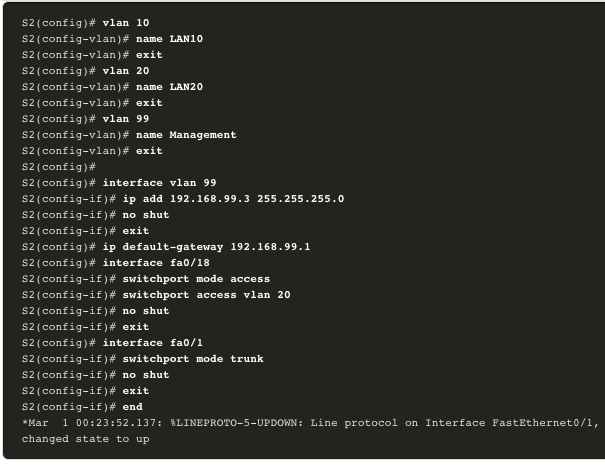 S2(config)# vlan 10
S2(config-vlan)# name LAN10
S2(config-vlan)# exit
S2(config)# vlan 20
S2(config-vlan)# name LAN20
S2(config-vlan)# exit
S2(config)# vlan 99
S2(config-vlan)# name Management
S2(config-vlan)# exit
S2(config)#
S2(config)# interface vlan 99
S2(config-if)# ip add 192.168.99.3 255.255.255.0
S2(config-if)# no shut
S2(config-if)# exit
S2(config)# ip default-gateway 192.168.99.1
S2(config)# interface fa0/18
S2(config-if)# switchport mode access
S2(config-if)# switchport access vlan 20
S2(config-if)# no shut
S2(config-if)# exit
S2(config)# interface fa0/1
S2(config-if)# switchport mode trunk
S2(config-if)# no shut
S2(config-if)# exit
S2(config-if)# end
*Mar  1 00:23:52.137: %LINEPROTO-5-UPDOWN: Line protocol on Interface FastEthernet0/1,
changed state to up